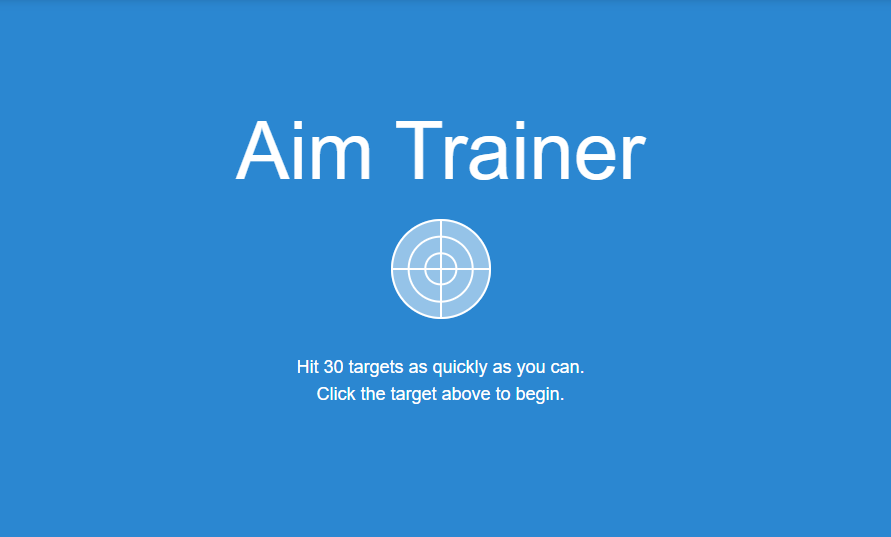 Aim Trainer
Hit 30 targets as quickly as you can.
Click the target above to begin.